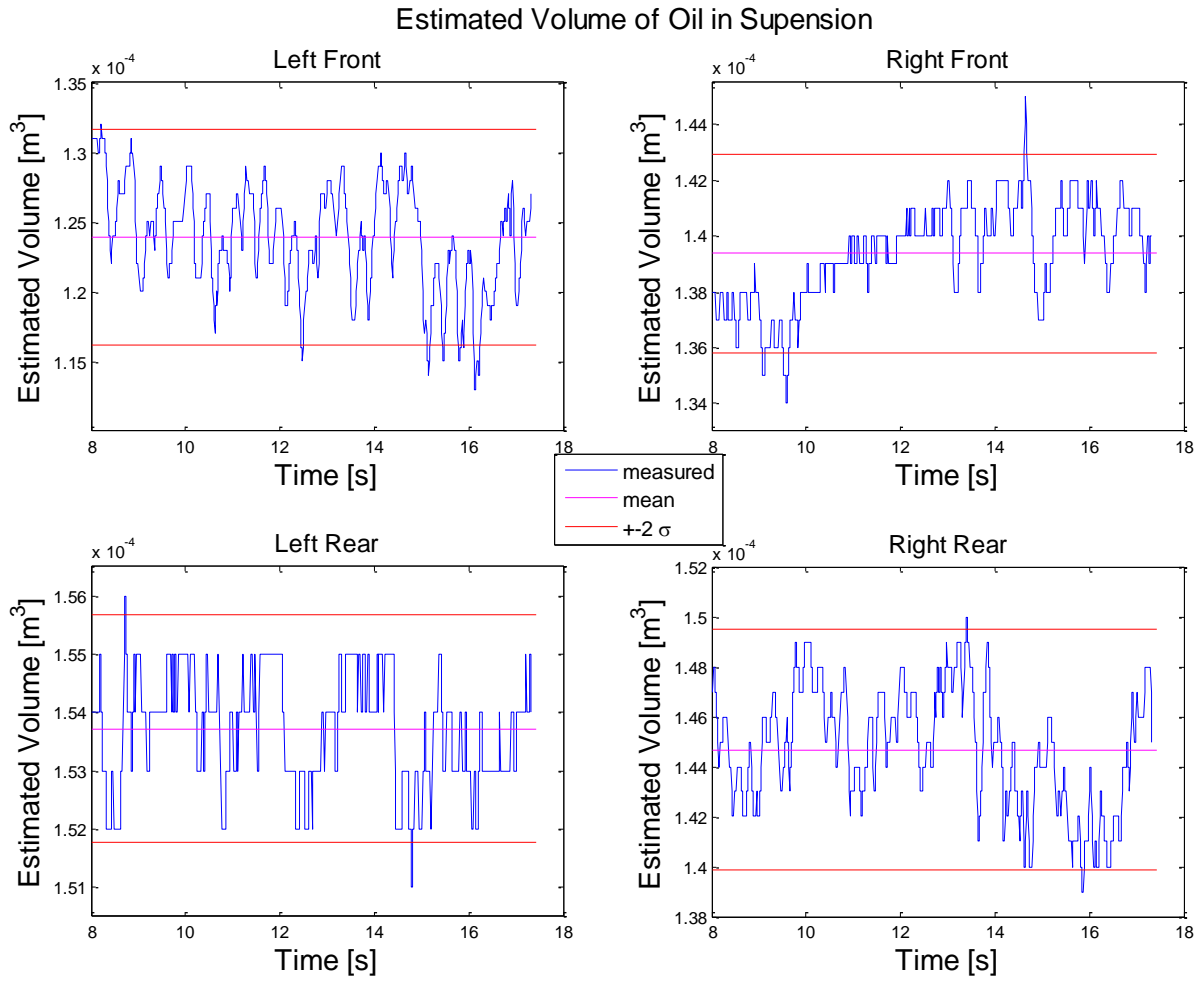 Estimated Volume of Oil in Supension
Left Front
x 10-4
Estimated Volume [m3]
1.35
1.3
1.25
1.2
1.15
8 10 12 14 16 18
Time [s]
Right Front
x 10-4
Estimated Volume [m3]
1.44
1.42
1.4
1.38
1.36
1.34
8 10 12 14 16 18
Time [s]
measured
mean
+-2 σ
Left Rear
x 10-4
Estimated Volume [m3]
1.56
1.55
1.54
1.53
1.52
1.51
8 10 12 14 16 18
Time [s]
Right Rear
x 10-4
Estimated Volume [m3]
1.52
1.5
1.48
1.46
1.44
1.42
1.4
1.38
8 10 12 14 16 18
Time [s]